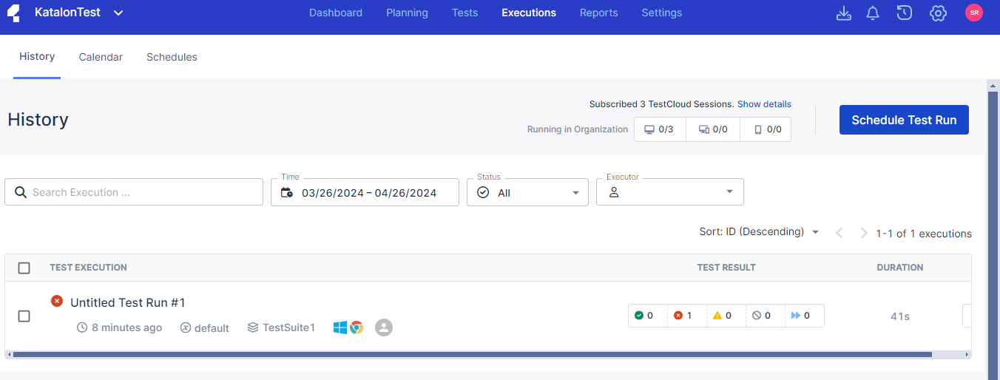 KatalonTest Dashboard Planning Tests Executions Reports Settings SR
History Calendar Schedules
Subscribed 3 TestCloud Sessions. Show details
History
Schedule Test Run
Running in Organization 0/3 0/0 0/0
Time Status Executor
Search Execution ... 03/26/2024 – 04/26/2024 All
Sort: ID (Descending) 1-1 of 1 executions
TEST EXECUTION TEST RESULT DURATION
Untitled Test Run #1
0 1 0 0 0 41s
8 minutes ago default TestSuite1